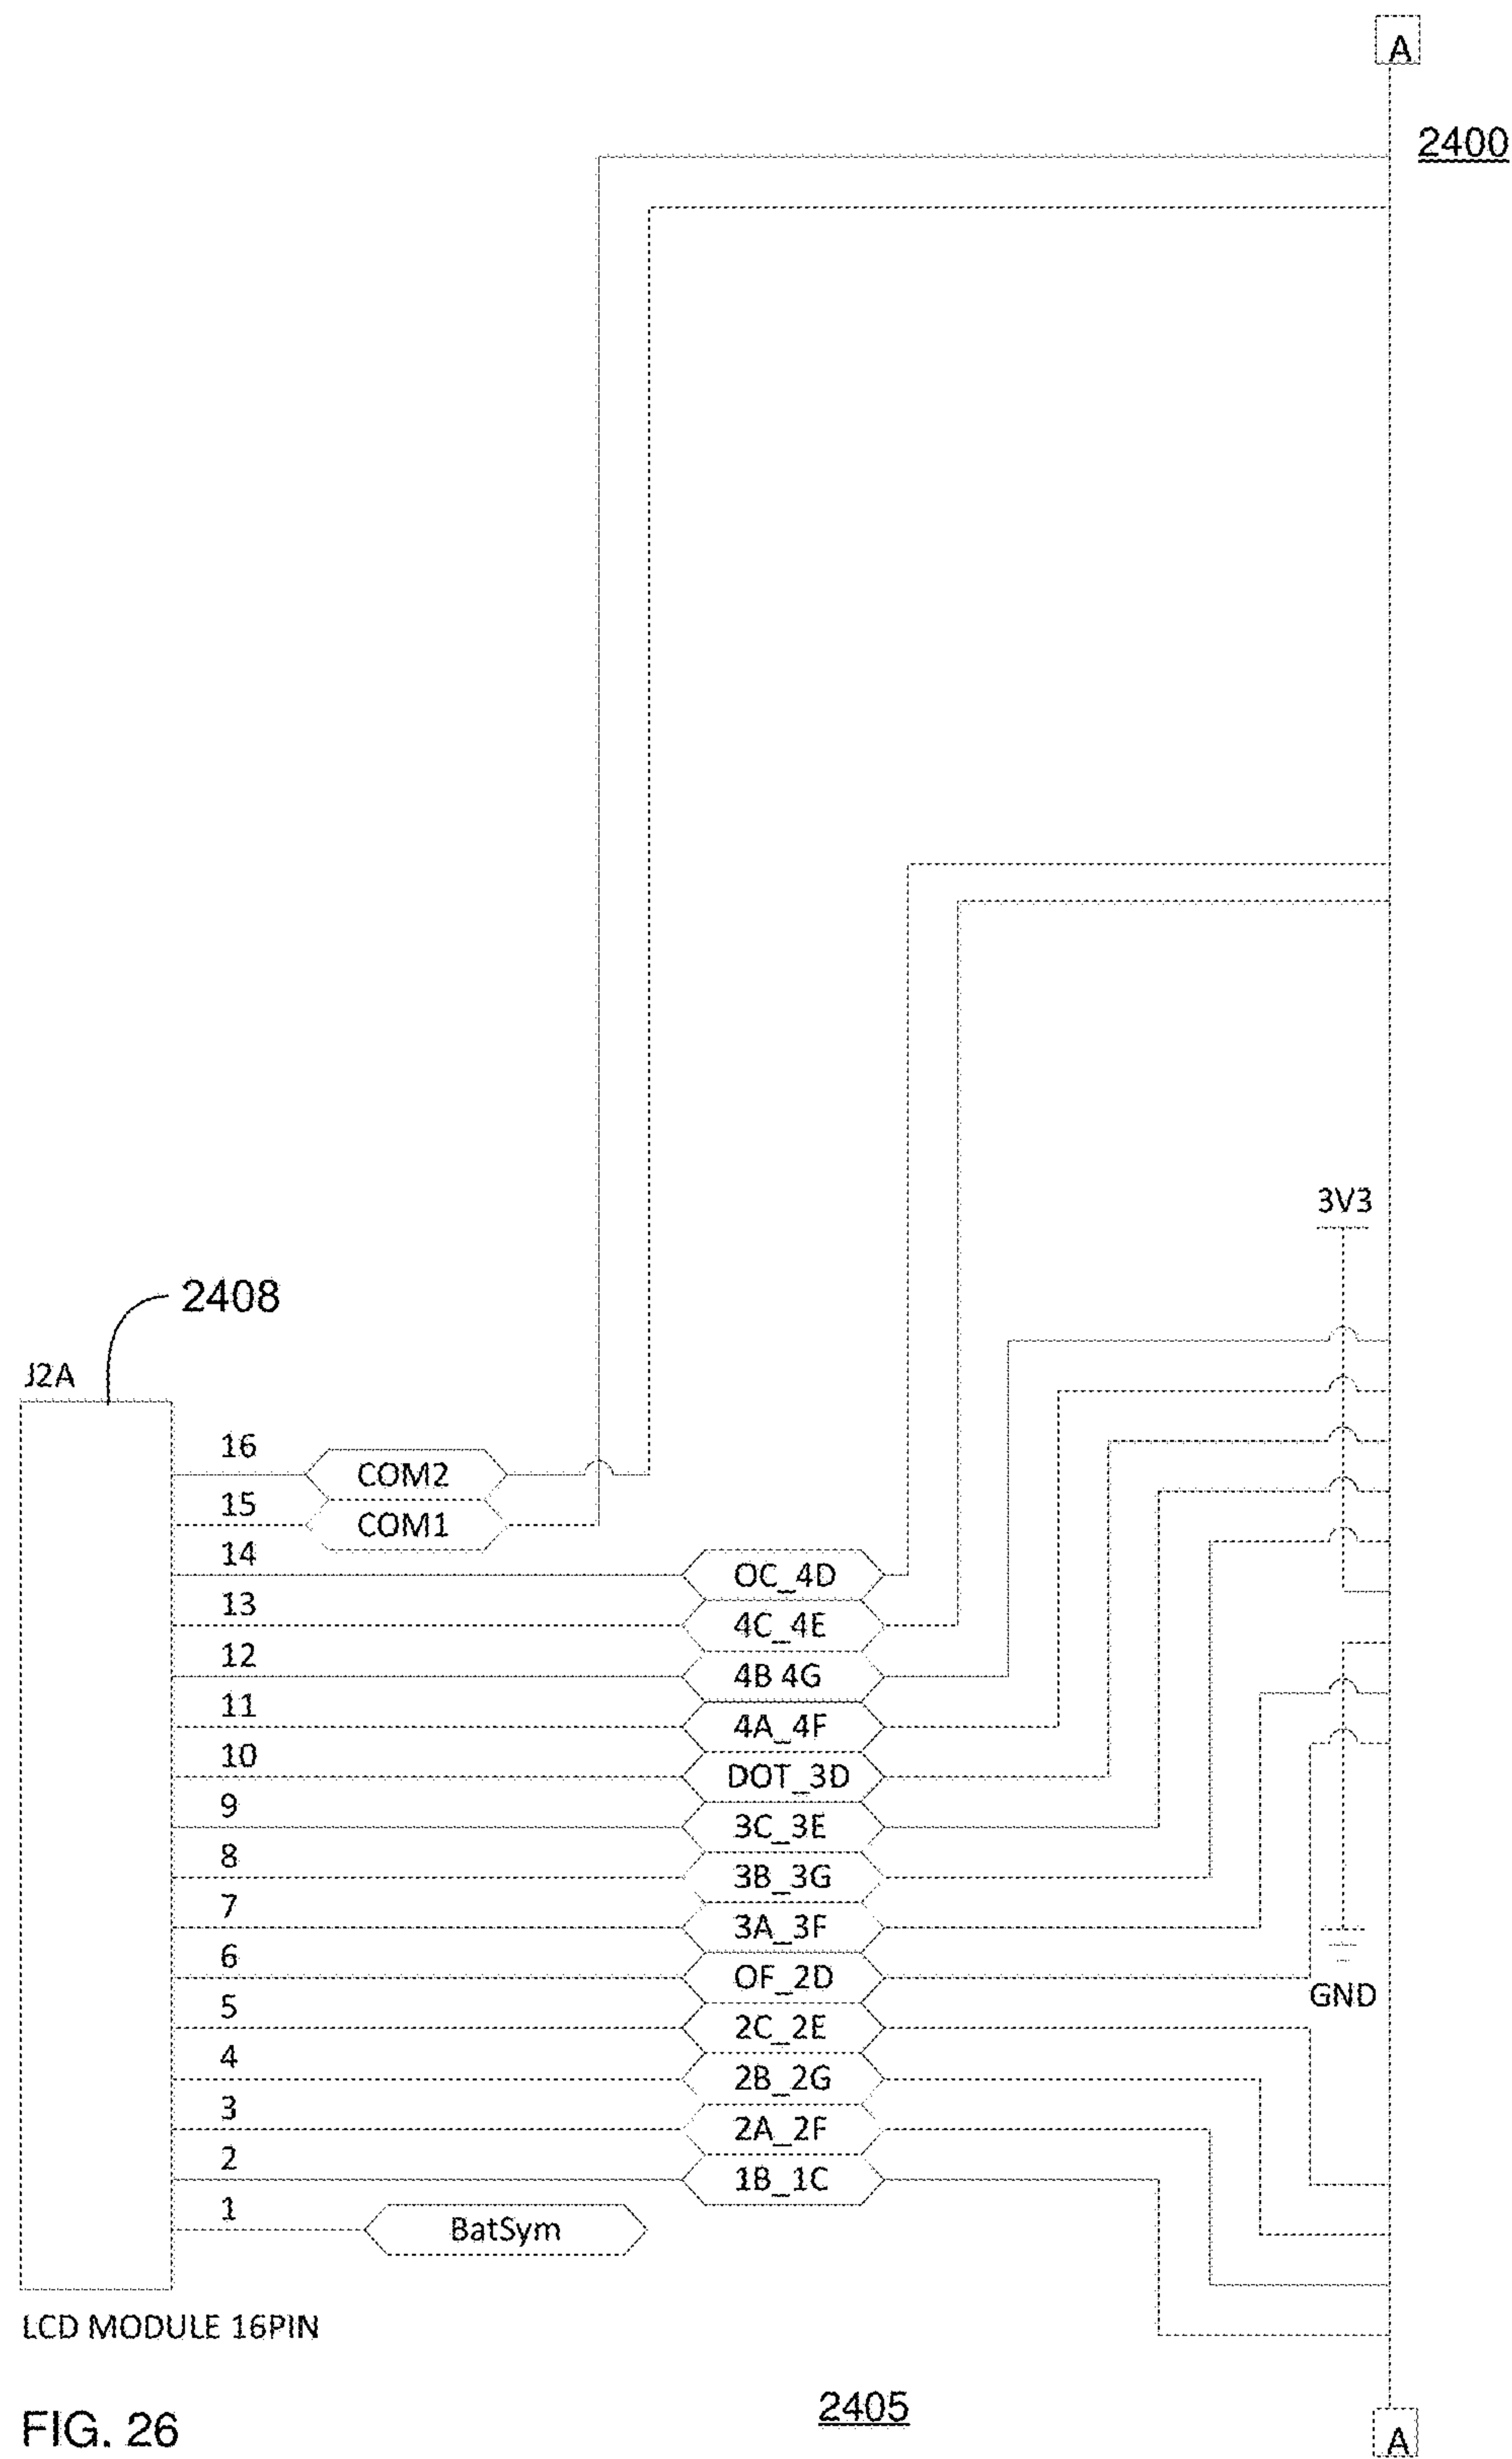 A
2400
3V3
2408
J2A
16 COM2
15 COM1
14 OC_4D
13 4C_4E
12 4B 4G
11 4A_4F
10 DOT_3D
9 3C_3E
8 3B_3G
7 3A_3F
6 OF_2D
GND
5 2C_2E
4 2B_2G
3 2A_2F
2 1B_1C
1 BatSym
LCD MODULE 16PIN
2405
FIG. 26
A